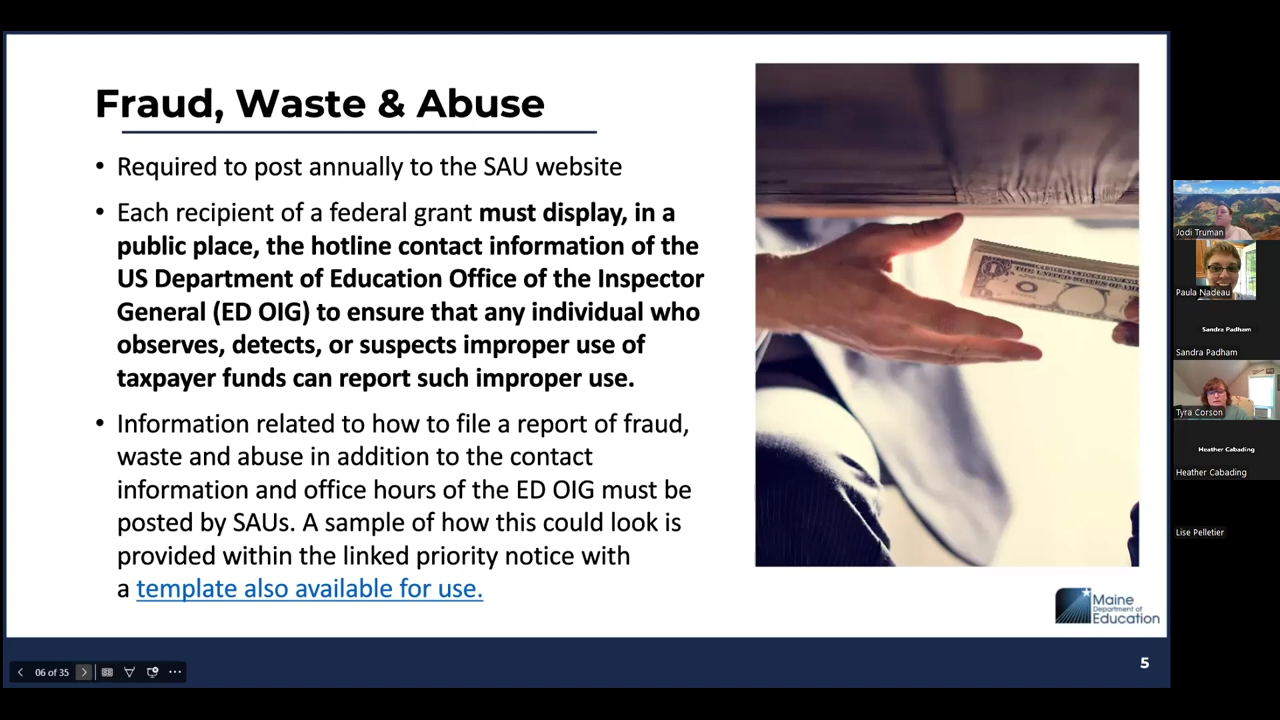 Fraud, Waste & Abuse
• Required to post annually to the SAU website
• Each recipient of a federal grant must display, in a
public place, the hotline contact information of the
US Department of Education Office of the Inspector
General (ED OIG) to ensure that any individual who
observes, detects, or suspects improper use of
taxpayer funds can report such improper use.
• Information related to how to file a report of fraud,
waste and abuse in addition to the contact
information and office hours of the ED OIG must be
posted by SAUs. A sample of how this could look is
provided within the linked priority notice with
a template also available for use.
THE UNITED STATES OF AMERICA
Maine
Department of
Education
5
06 of 35
Jodi Truman
Paula Nadeau
Sandra Padham
Sandra Padham
Tyra Corson
Heather Cabading
Heather Cabading
Lise Pelletier